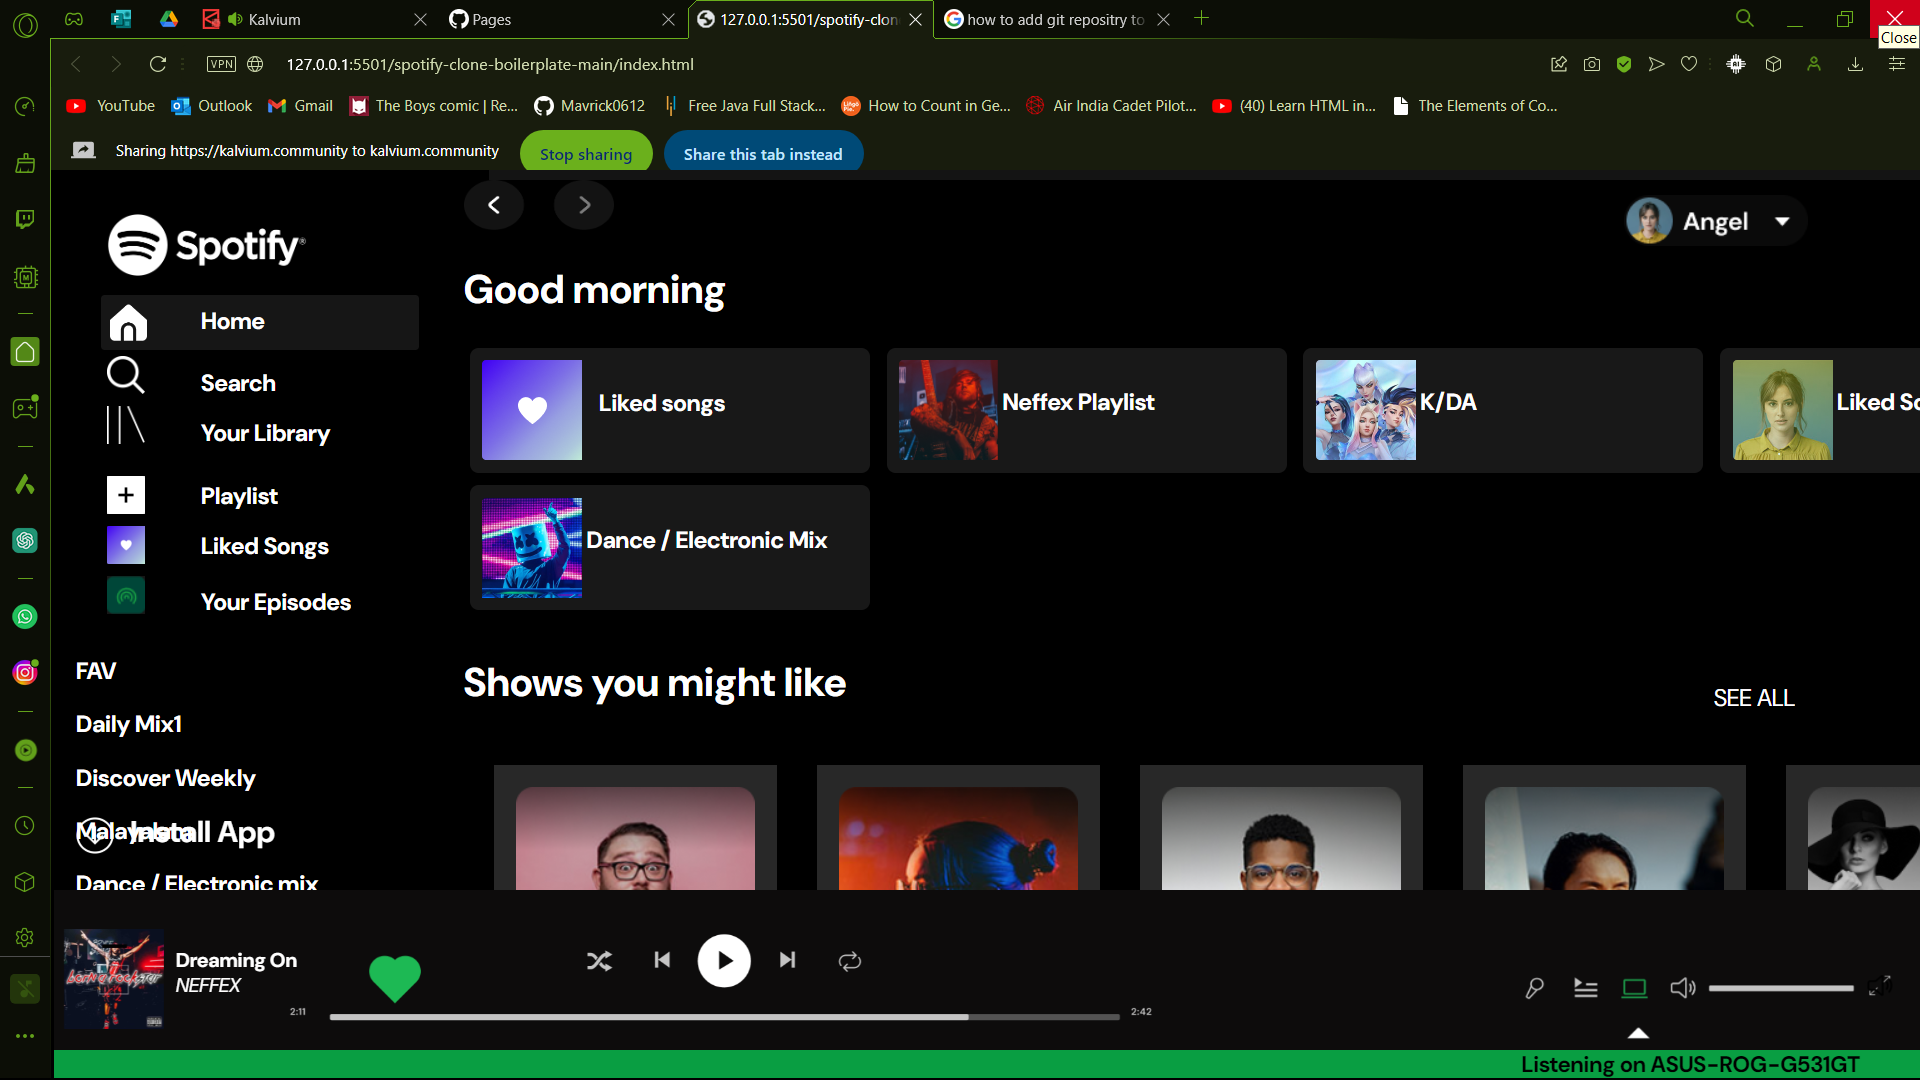 Kalvium
Pages
127.0.0.1:5501/spotify-clone
how to add git repositry to
Close
VPN
127.0.0.1:5501/spotify-clone-boilerplate-main/index.html
YouTube
Outlook
Gmail
The Boys comic | Re...
Mavrick0612
Free Java Full Stack...
How to Count in Ge...
Air India Cadet Pilot...
(40) Learn HTML in...
The Elements of Co...
Sharing https://kalvium.community to kalvium.community
Stop sharing
Share this tab instead
Spotify®
Angel
Good morning
Home
Search
Your Library
Playlist
Liked Songs
Your Episodes
Liked songs
Neffex Playlist
K/DA
Liked So
Dance / Electronic Mix
FAV
Daily Mix1
Discover Weekly
Malayalam
Install App
Dance / Electronic mix
Shows you might like
SEE ALL
Dreaming On
NEFFEX
2:11
2:42
Listening on ASUS-ROG-G531GT